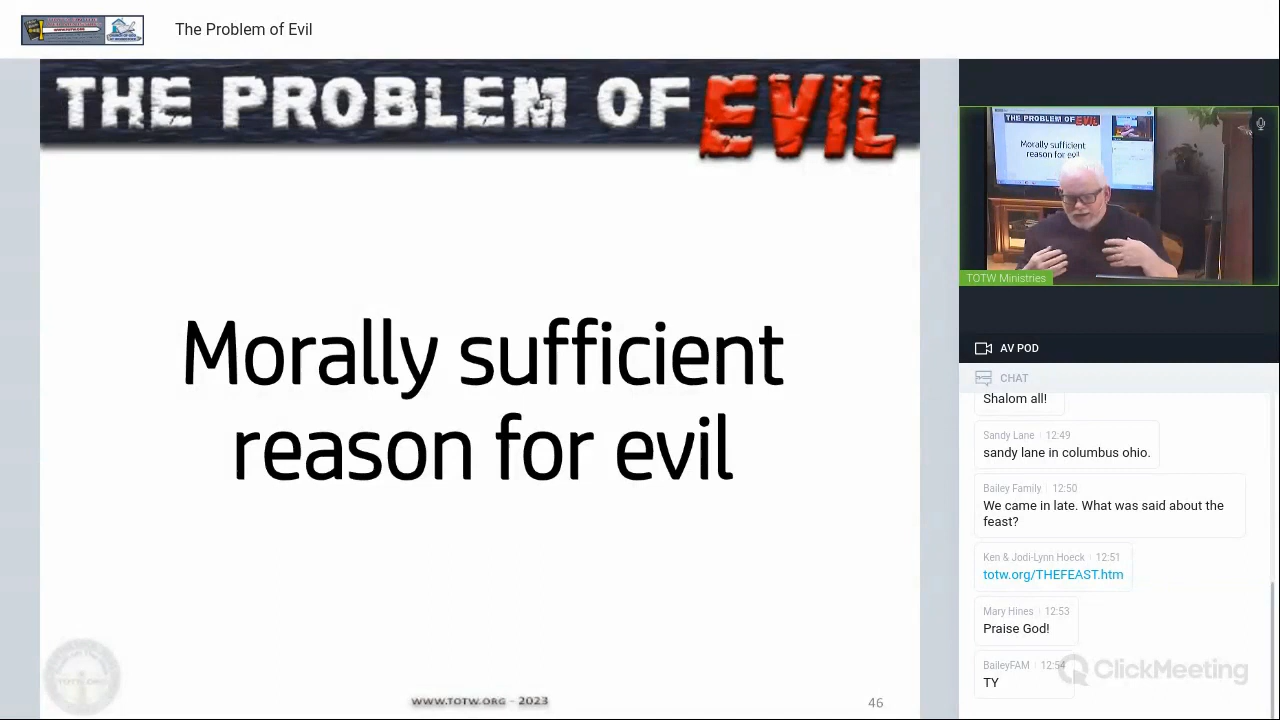 WWW.TOTW.ORG
The Problem of Evil
THE PROBLEM OF EVIL
Morally sufficient
reason for evil
WWW.TOTW.ORG - 2023
46
THE PROBLEM OF EVIL
Morally sufficient
reason for evil
TOTW Ministries
AV POD
CHAT
Shalom all!
Sandy Lane 12:49
sandy lane in columbus ohio.
Bailey Family 12:50
We came in late. What was said about the
feast?
Ken & Jodi-Lynn Hoeck 12:51
totw.org/THEFEAST.htm
Mary Hines 12:53
Praise God!
BaileyFAM 12:54
TY
ClickMeeting